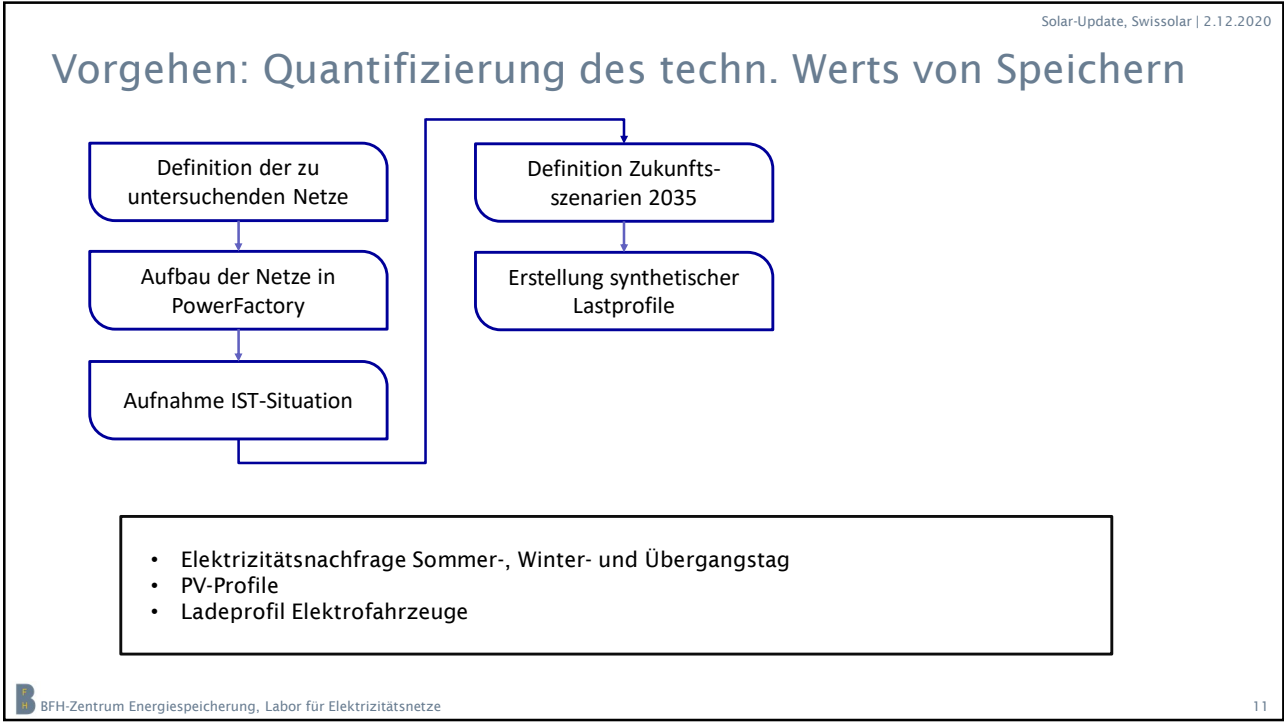 Solar-Update, Swissolar | 2.12.2020
Vorgehen: Quantifizierung des techn. Werts von Speichern
Definition der zu
untersuchenden Netze
Aufbau der Netze in
PowerFactory
Aufnahme IST-Situation
Definition Zukunfts-
szenarien 2035
Erstellung synthetischer
Lastprofile
• Elektrizitätsnachfrage Sommer-, Winter- und Übergangstag
• PV-Profile
• Ladeprofil Elektrofahrzeuge
F
H
BFH-Zentrum Energiespeicherung, Labor für Elektrizitätsnetze
11